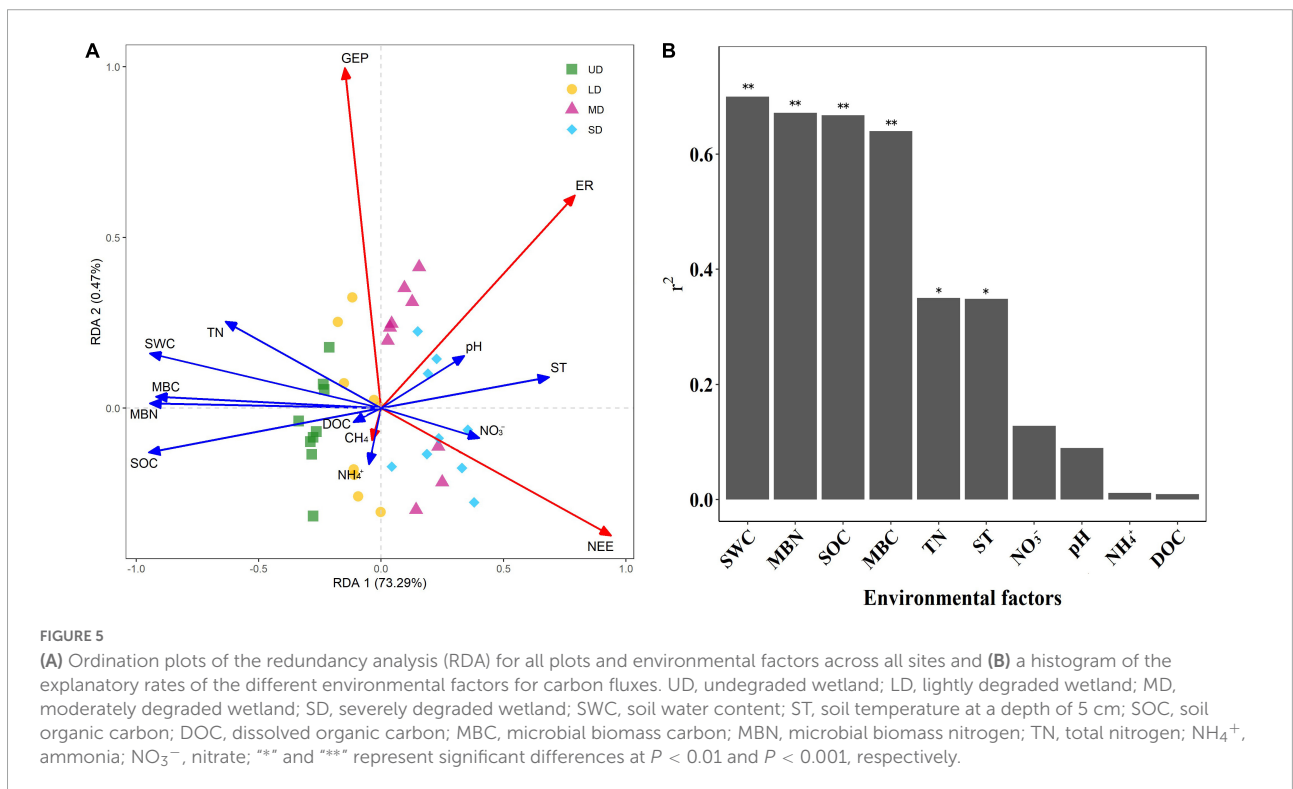 A
GEP
UD
LD
MD
SD
ER
TN
SWC
MBC
MBN
SOC
DOC
CH₄
NH₄⁺
pH
ST
NO₃⁻
NEE
1.0
0.5
0.0
RDA 2 (0.47%)
-1.0
-0.5
0.0
0.5
1.0
RDA 1 (73.29%)
B
**
**
**
**
*
*
0.6
0.4
0.2
0.0
r²
SWC
MBN
SOC
MBC
TN
ST
NO₃⁻
pH
NH₄⁺
DOC
Environmental factors
FIGURE 5
(A) Ordination plots of the redundancy analysis (RDA) for all plots and environmental factors across all sites and (B) a histogram of the
explanatory rates of the different environmental factors for carbon fluxes. UD, undegraded wetland; LD, lightly degraded wetland; MD,
moderately degraded wetland; SD, severely degraded wetland; SWC, soil water content; ST, soil temperature at a depth of 5 cm; SOC, soil
organic carbon; DOC, dissolved organic carbon; MBC, microbial biomass carbon; MBN, microbial biomass nitrogen; TN, total nitrogen; NH₄⁺,
ammonia; NO₃⁻, nitrate; "*" and "**" represent significant differences at P < 0.01 and P < 0.001, respectively.